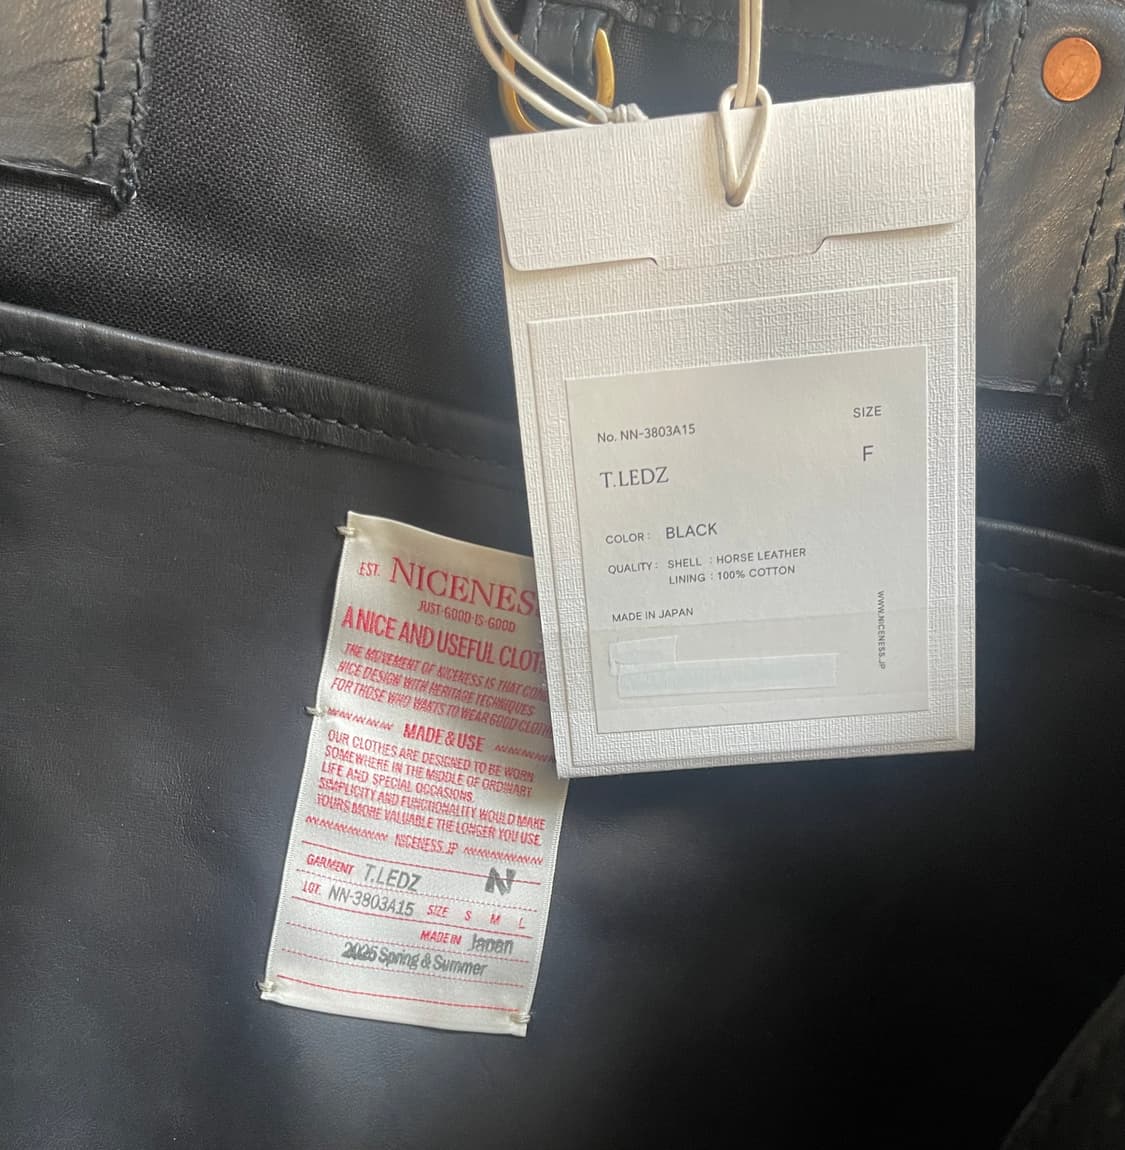 No. NN-3803A15
SIZE
T.LEDZ
F
COLOR : BLACK
QUALITY : SHELL : HORSE LEATHER
LINING : 100% COTTON
MADE IN JAPAN
WWW.NICENESS.JP
EST. NICENES
JUST·GOOD·IS·GOOD
A NICE AND USEFUL CLOT
THE MOVEMENT OF NICENESS IS THAT CON
NICE DESIGN WITH HERITAGE TECHNIQUES
FOR THOSE WHO WANTS TO WEAR GOOD CLOTH
MADE & USE
OUR CLOTHES ARE DESIGNED TO BE WORN
SOMEWHERE IN THE MIDDLE OF ORDINARY
LIFE AND SPECIAL OCCASIONS.
SIMPLICITY AND FUNCTIONALITY WOULD MAKE
YOURS MORE VALUABLE THE LONGER YOU USE.
NICENESS.JP
GARMENT T.LEDZ N
LOT. NN-3803A15 SIZE S M L
MADE IN Japan
Spring & Summer